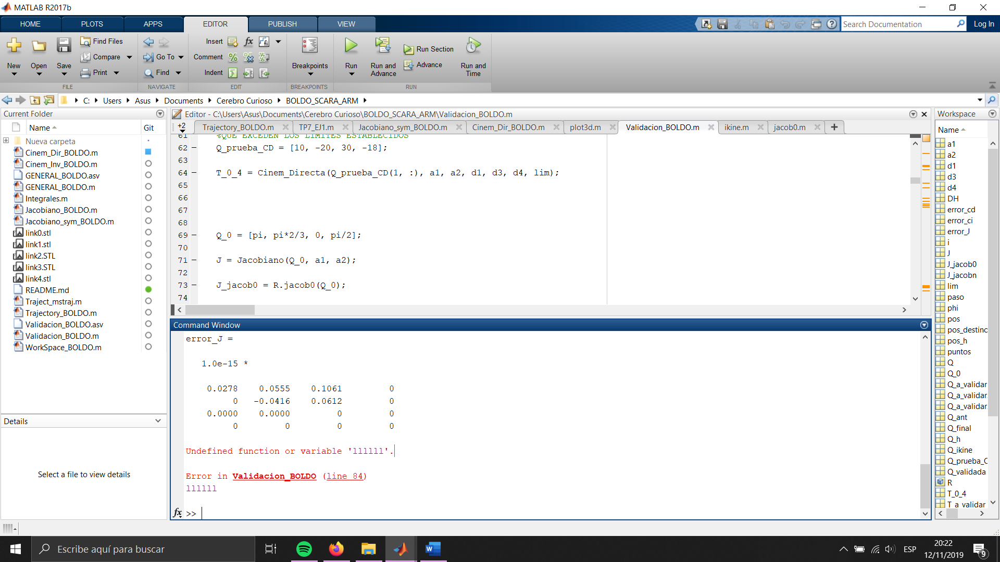 MATLAB R2017b
HOME PLOTS APPS EDITOR PUBLISH VIEW
Search Documentation
Log In
New Open Save
Find Files
Compare
Print
FILE
Go To
Find
NAVIGATE
Insert fx
Comment
Indent
EDIT
Breakpoints
BREAKPOINTS
Run
Run and Advance
Run Section
Advance
Run and Time
RUN
C: Users Asus Documents Cerebro Curioso BOLDO_SCARA_ARM
Current Folder
Name Git
Nueva carpeta
Cinem_Dir_BOLDO.m
Cinem_Inv_BOLDO.m
GENERAL_BOLDO.asv
GENERAL_BOLDO.m
Integrales.m
Jacobiano_BOLDO.m
Jacobiano_sym_BOLDO.m
link0.stl
link1.stl
link2.STL
link3.STL
link4.stl
README.md
Traject_mstraj.m
Trajectory_BOLDO.m
Validacion_BOLDO.asv
Validacion_BOLDO.m
WorkSpace_BOLDO.m
Details
Select a file to view details
Editor - C:\Users\Asus\Documents\Cerebro Curioso\BOLDO_SCARA_ARM\Validacion_BOLDO.m
+2 Trajectory_BOLDO.m TP7_EJ1.m Jacobiano_sym_BOLDO.m Cinem_Dir_BOLDO.m plot3d.m Validacion_BOLDO.m ikine.m jacob0.m +
61 %QUE EXCEDEN LOS LIMITES ESTABLECIDOS
62 – Q_prueba_CD = [10, -20, 30, -18];
63
64 – T_0_4 = Cinem_Directa(Q_prueba_CD(1, :), a1, a2, d1, d3, d4, lim);
65
66
67
68
69 – Q_0 = [pi, pi*2/3, 0, pi/2];
70
71 – J = Jacobiano(Q_0, a1, a2);
72
73 – J_jacob0 = R.jacob0(Q_0);
74
Command Window
error_J =
1.0e-15 *
0.0278 0.0555 0.1061 0
0 -0.0416 0.0612 0
0.0000 0.0000 0 0
0 0 0 0
Undefined function or variable 'llllll'.
Error in Validacion_BOLDO (line 84)
llllll
fx >>
Workspace
Name
a1
a2
d1
d3
d4
DH
error_cd
error_ci
error_J
i
J
J_jacob0
J_jacobn
lim
paso
phi
pos
pos_destino
pos_h
puntos
Q
Q_0
Q_a_validar
Q_a_validar
Q_a_validar
Q_ant
Q_final
Q_h
Q_ikine
Q_prueba_C
Q_validada
R
T_0_4
T_a_validar
Escribe aquí para buscar
ESP
20:22
12/11/2019
9